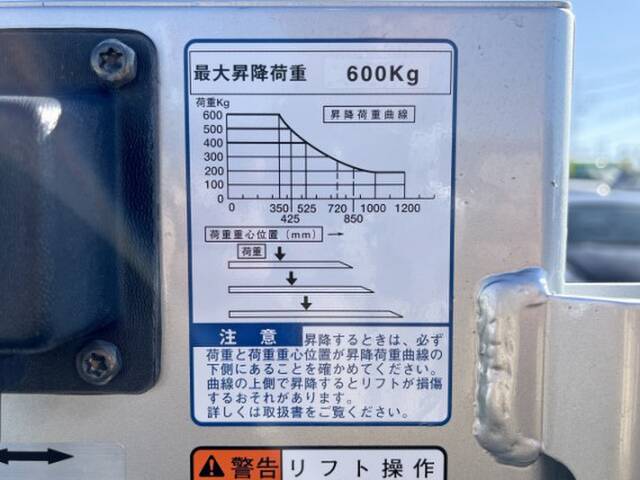 最大昇降荷重 600Kg
荷重Kg
昇降荷重曲線
600
500
400
300
200
100
0
0 350 525 720 1000 1200
425 850
荷重重心位置(mm) →
荷重
注意 昇降するときは、必ず
荷重と荷重重心位置が昇降荷重曲線の
下側にあることを確かめてください。
曲線の上側で昇降するとリフトが損傷
するおそれがあります。
詳しくは取扱書をご覧ください。
警告 リフト操作